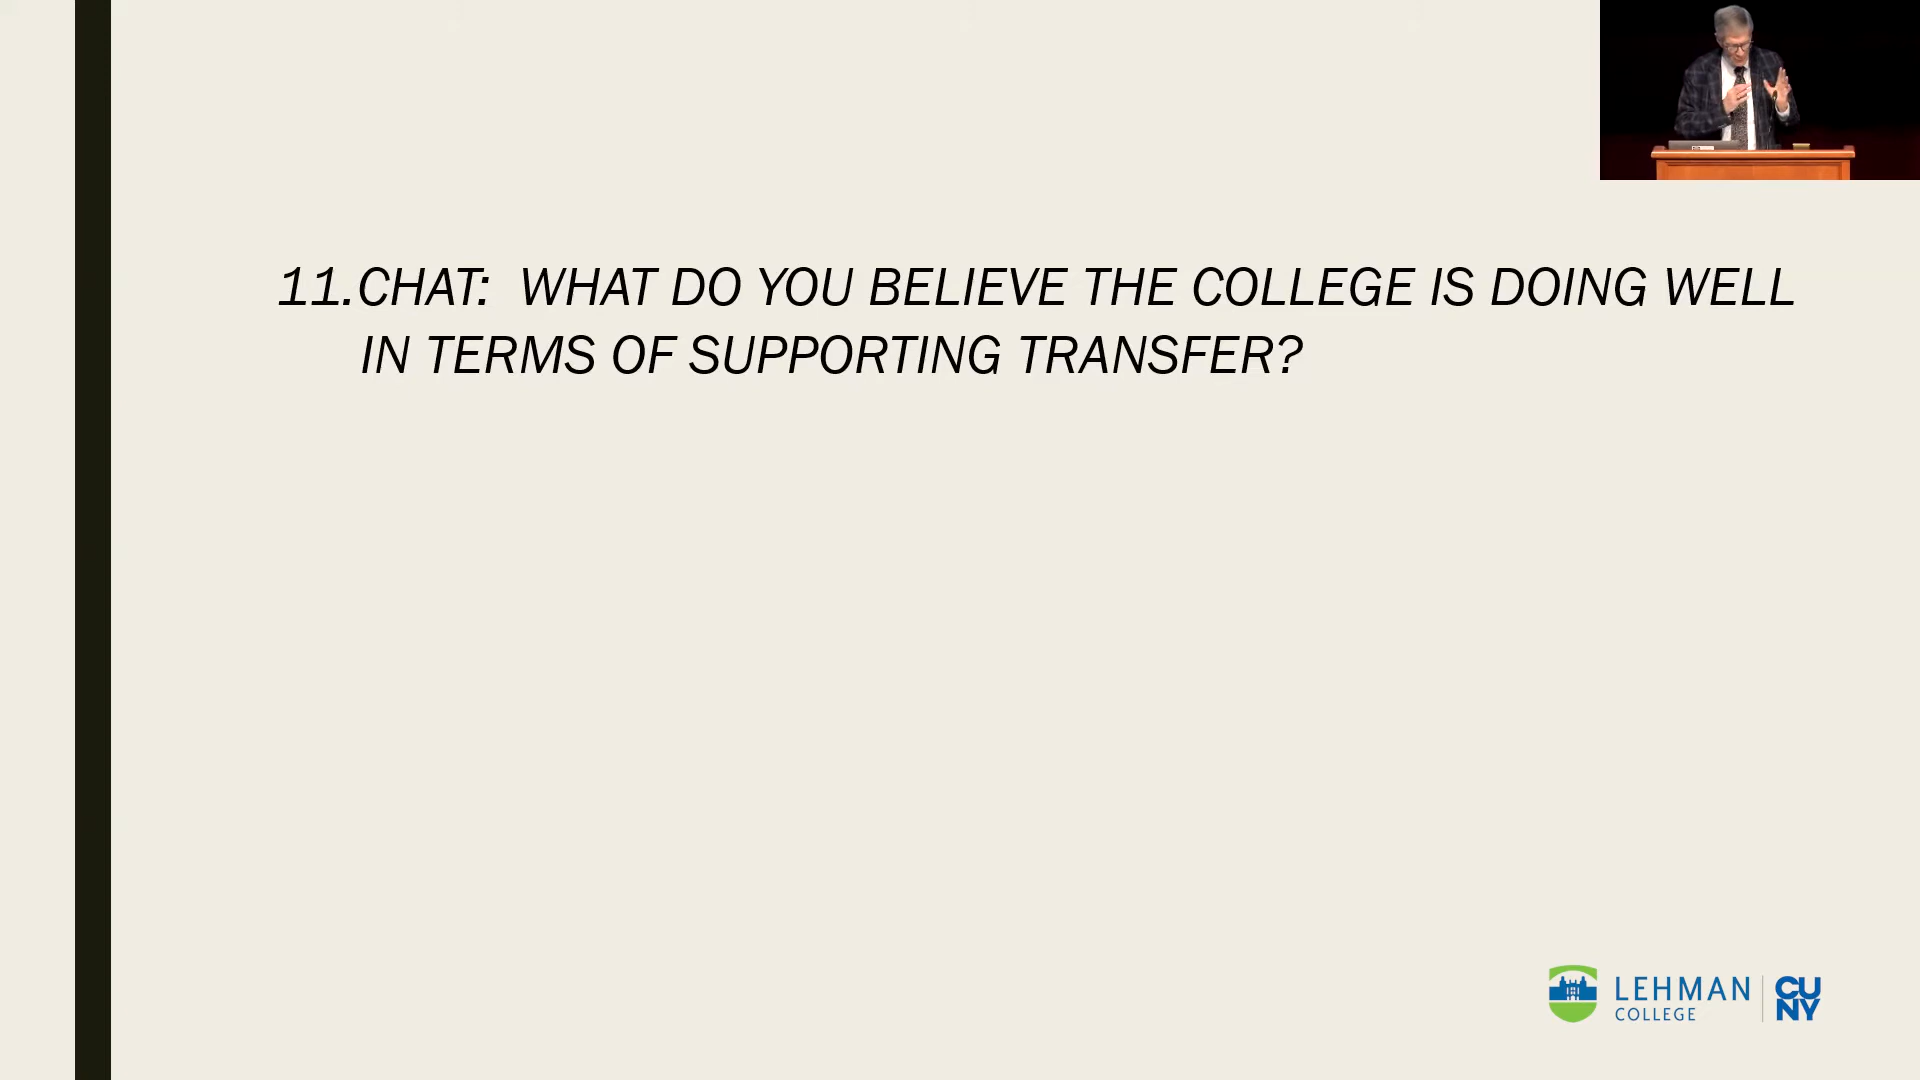 11. CHAT:  WHAT DO YOU BELIEVE THE COLLEGE IS DOING WELL
IN TERMS OF SUPPORTING TRANSFER?
LEHMAN
COLLEGE
CU
NY